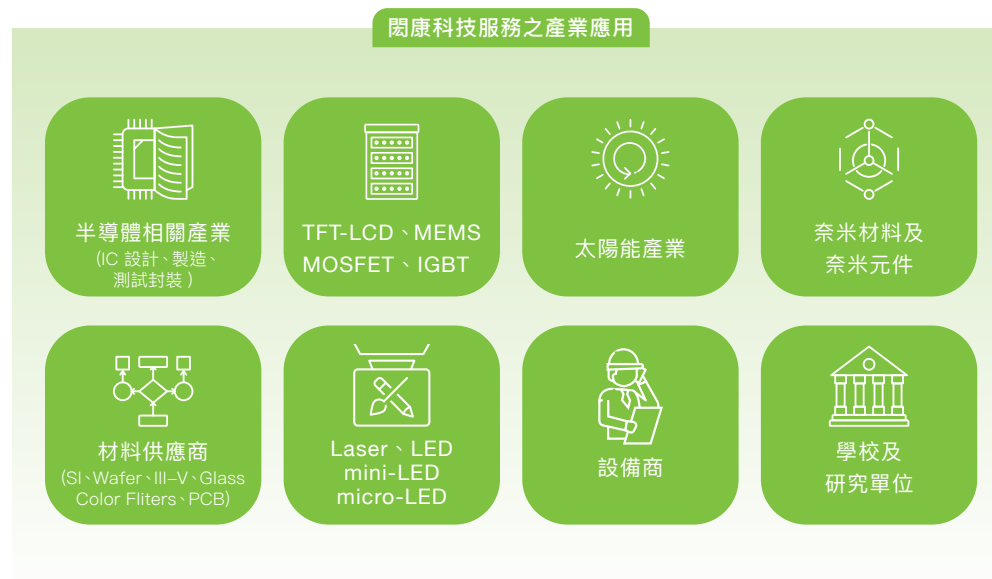 閎康科技服務之產業應用
半導體相關產業
(IC 設計、製造、
測試封裝 )
TFT-LCD、MEMS
MOSFET、IGBT
太陽能產業
奈米材料及
奈米元件
材料供應商
(SI、Wafer、III–V、Glass
Color Fliters、PCB)
Laser、LED
mini-LED
micro-LED
設備商
學校及
研究單位